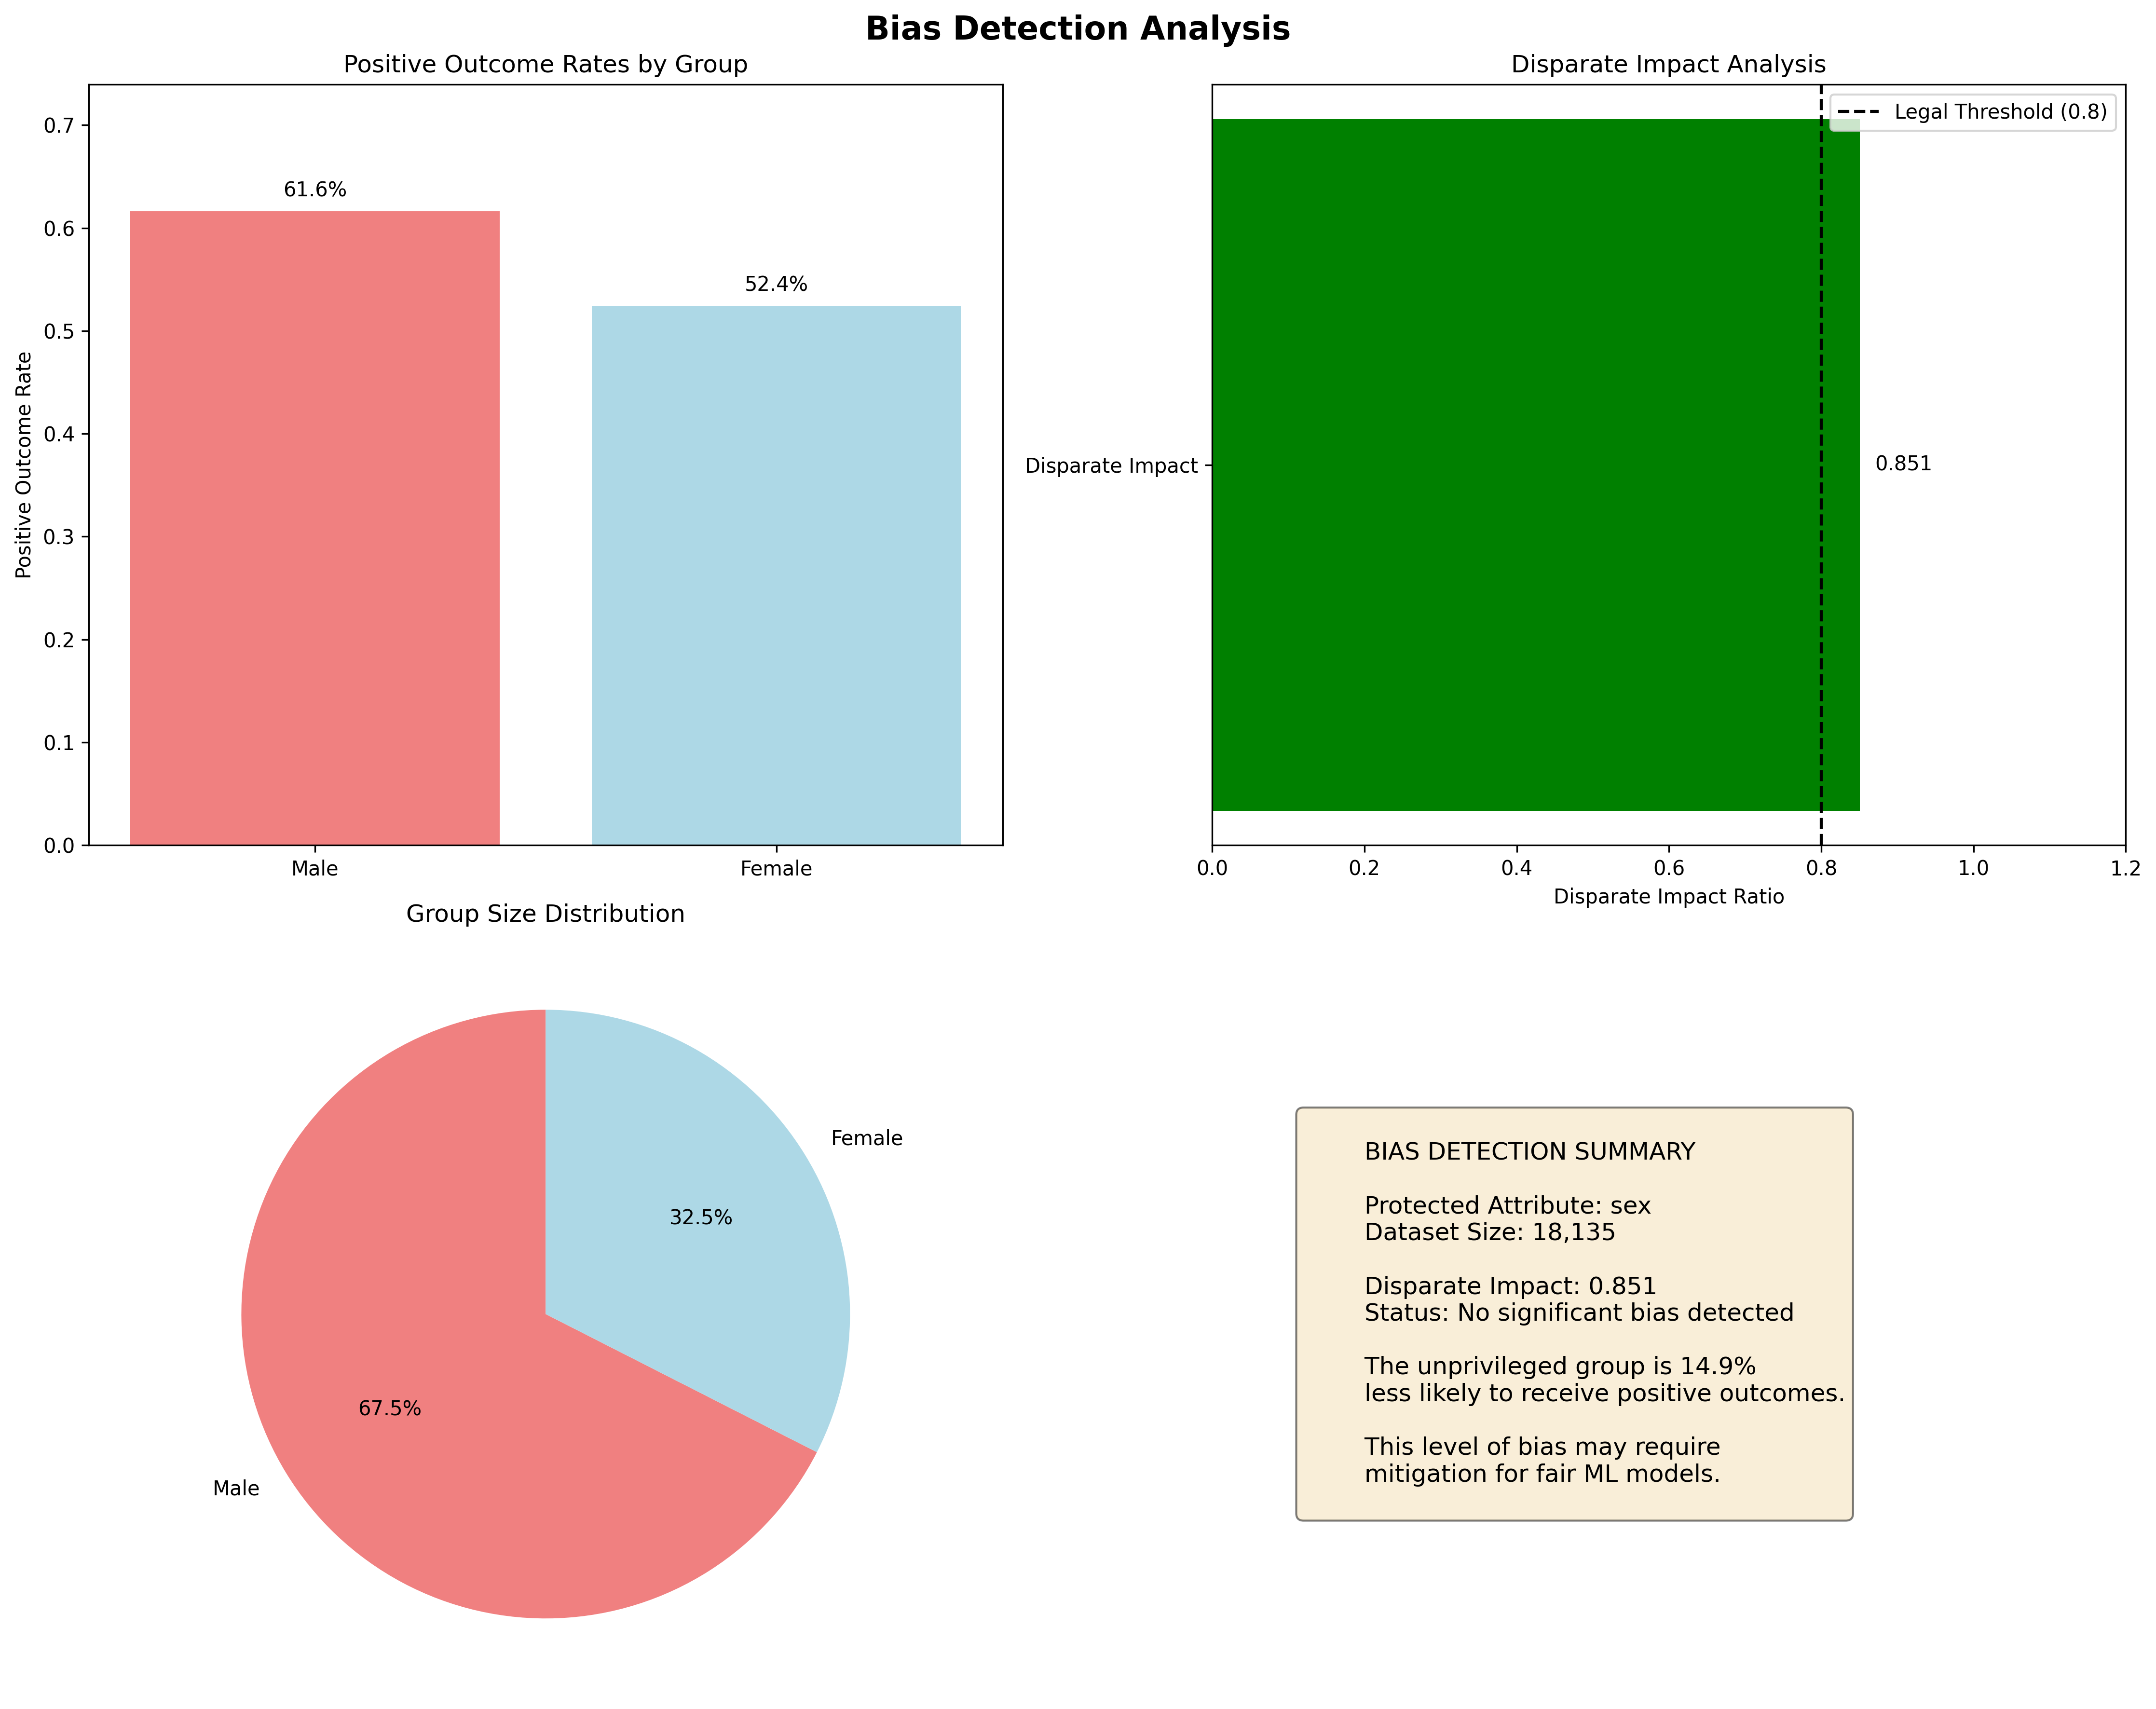 Bias Detection Analysis
Positive Outcome Rates by Group
Positive Outcome Rate
0.7
0.6
0.5
0.4
0.3
0.2
0.1
0.0
61.6%
52.4%
Male
Female
Disparate Impact Analysis
Legal Threshold (0.8)
Disparate Impact
0.851
0.0
0.2
0.4
0.6
0.8
1.0
1.2
Disparate Impact Ratio
Group Size Distribution
Female
32.5%
67.5%
Male
BIAS DETECTION SUMMARY
Protected Attribute: sex
Dataset Size: 18,135
Disparate Impact: 0.851
Status: No significant bias detected
The unprivileged group is 14.9%
less likely to receive positive outcomes.
This level of bias may require
mitigation for fair ML models.